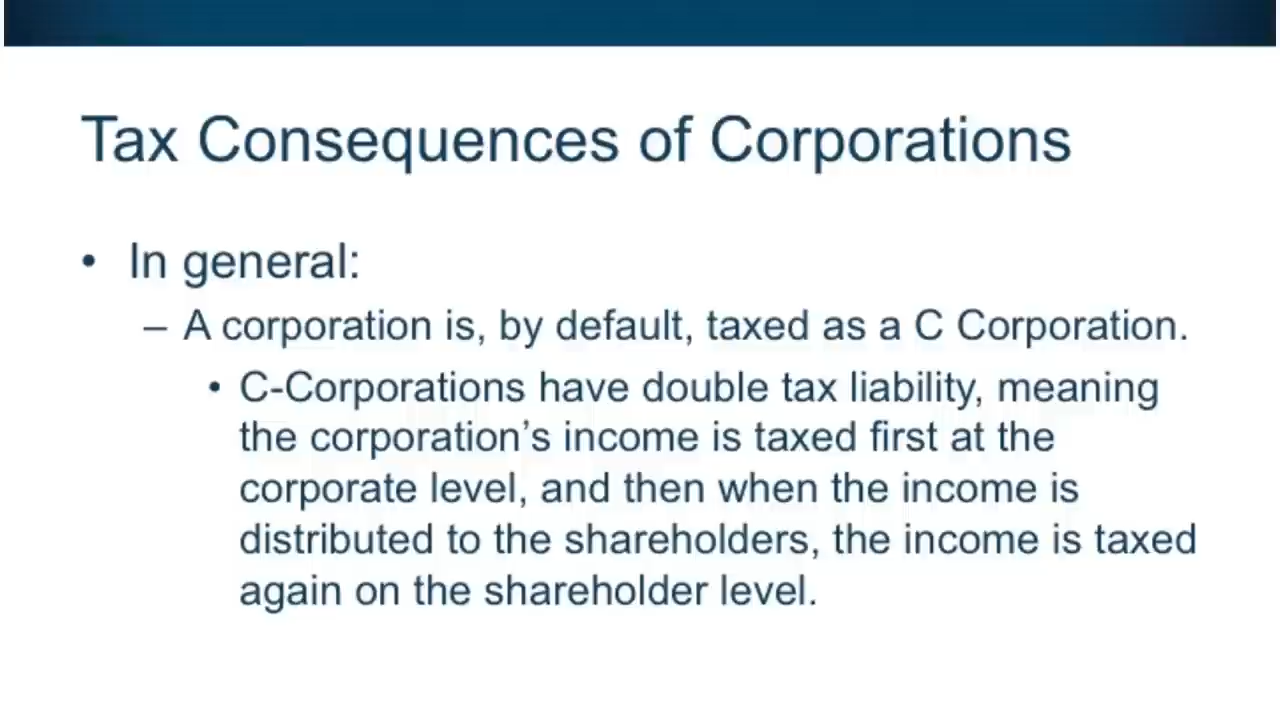 Tax Consequences of Corporations
• In general:
– A corporation is, by default, taxed as a C Corporation.
• C-Corporations have double tax liability, meaning
the corporation’s income is taxed first at the
corporate level, and then when the income is
distributed to the shareholders, the income is taxed
again on the shareholder level.